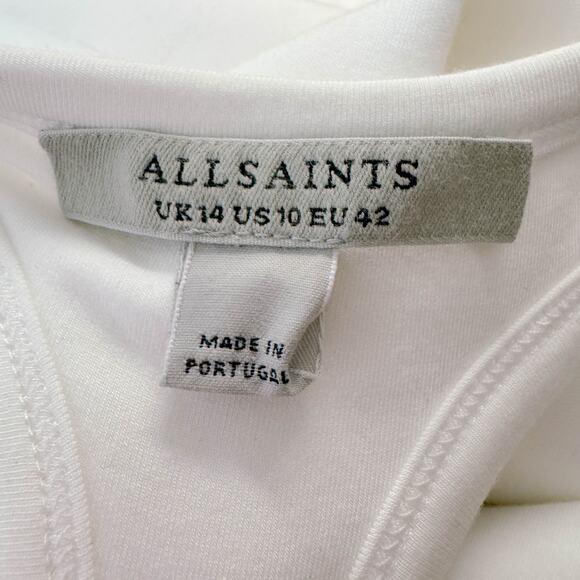 ALLSAINTS
UK 14 US 10 EU 42
MADE IN
PORTUGAL